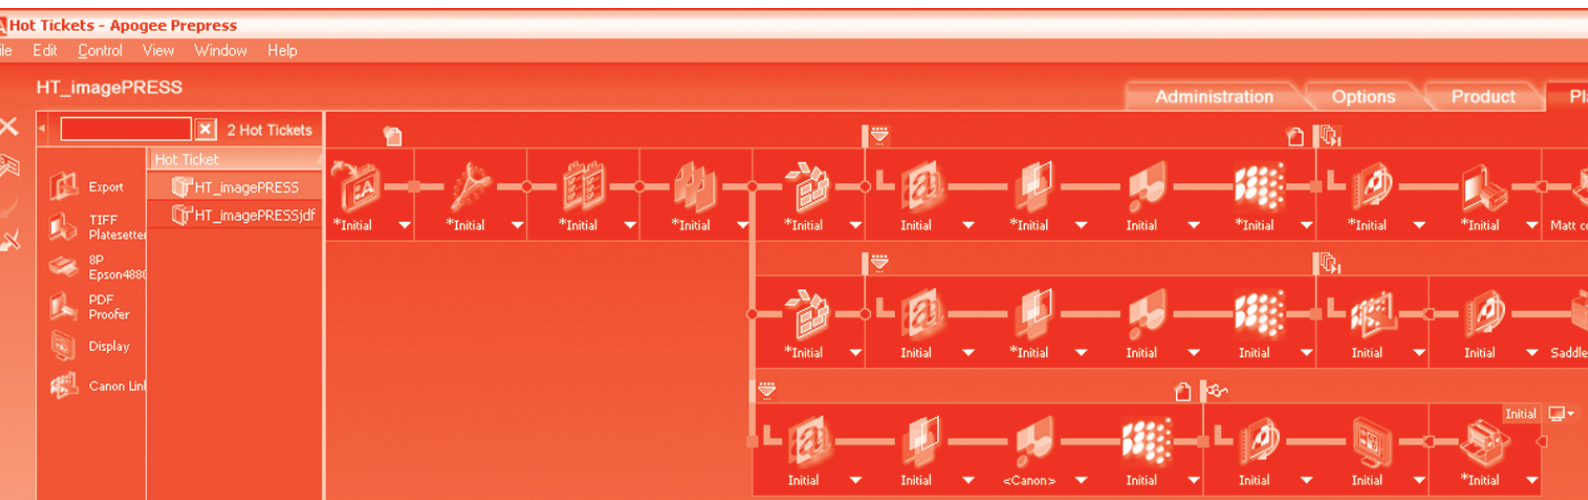 Hot Tickets - Apogee Prepress
Edit Control View Window Help
HT_imagePRESS
Administration Options Product
2 Hot Tickets
Hot Ticket
HT_imagePRESS
HT_imagePRESSjdf
Export
TIFF
Platesetter
8P
Epson4880
PDF
Proofer
Display
Canon Link
*Initial *Initial *Initial *Initial *Initial Initial *Initial Initial *Initial *Initial *Initial Matt
*Initial Initial *Initial Initial Initial Initial Initial Saddle
Initial
Initial Initial <Canon> Initial Initial Initial *Initial